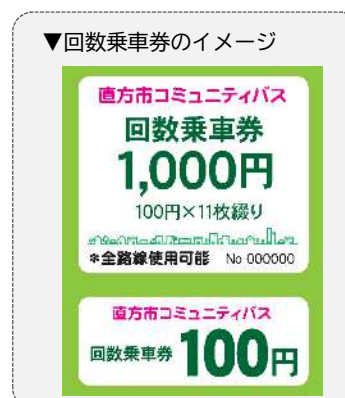 ▼回数乗車券のイメージ
直方市コミュニティバス
回数乗車券
1,000円
100円×11枚綴り
*全路線使用可能 No 000000
直方市コミュニティバス
回数乗車券 100円